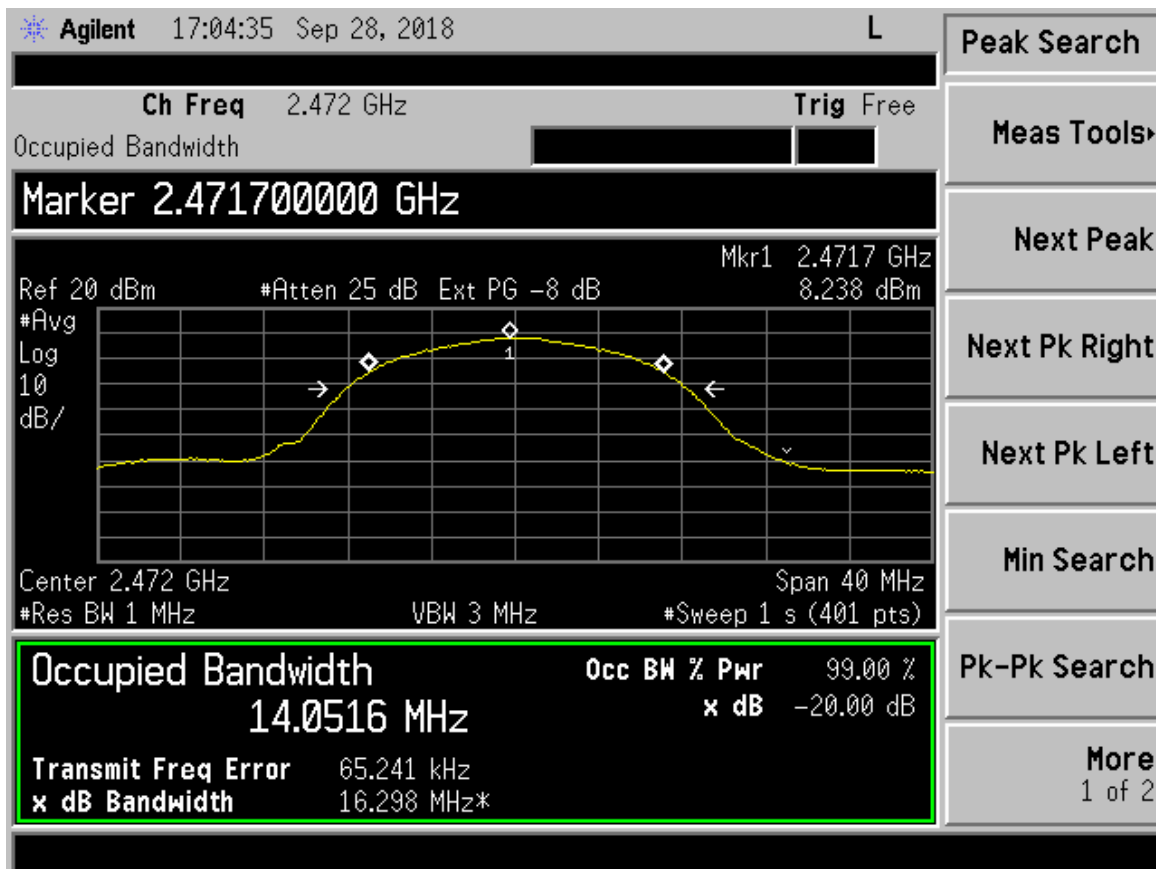 Agilent 17:04:35 Sep 28, 2018 L
Peak Search
Ch Freq 2.472 GHz Trig Free
Occupied Bandwidth
Meas Tools▸
Marker 2.471700000 GHz
Next Peak
Mkr1 2.4717 GHz
Ref 20 dBm #Atten 25 dB Ext PG -8 dB 8.238 dBm
#Avg
Log
10
dB/
1
Next Pk Right
Next Pk Left
Center 2.472 GHz Span 40 MHz
#Res BW 1 MHz VBW 3 MHz #Sweep 1 s (401 pts)
Min Search
Occupied Bandwidth Occ BW % Pwr 99.00 %
14.0516 MHz x dB -20.00 dB
Pk-Pk Search
Transmit Freq Error 65.241 kHz
x dB Bandwidth 16.298 MHz*
More
1 of 2